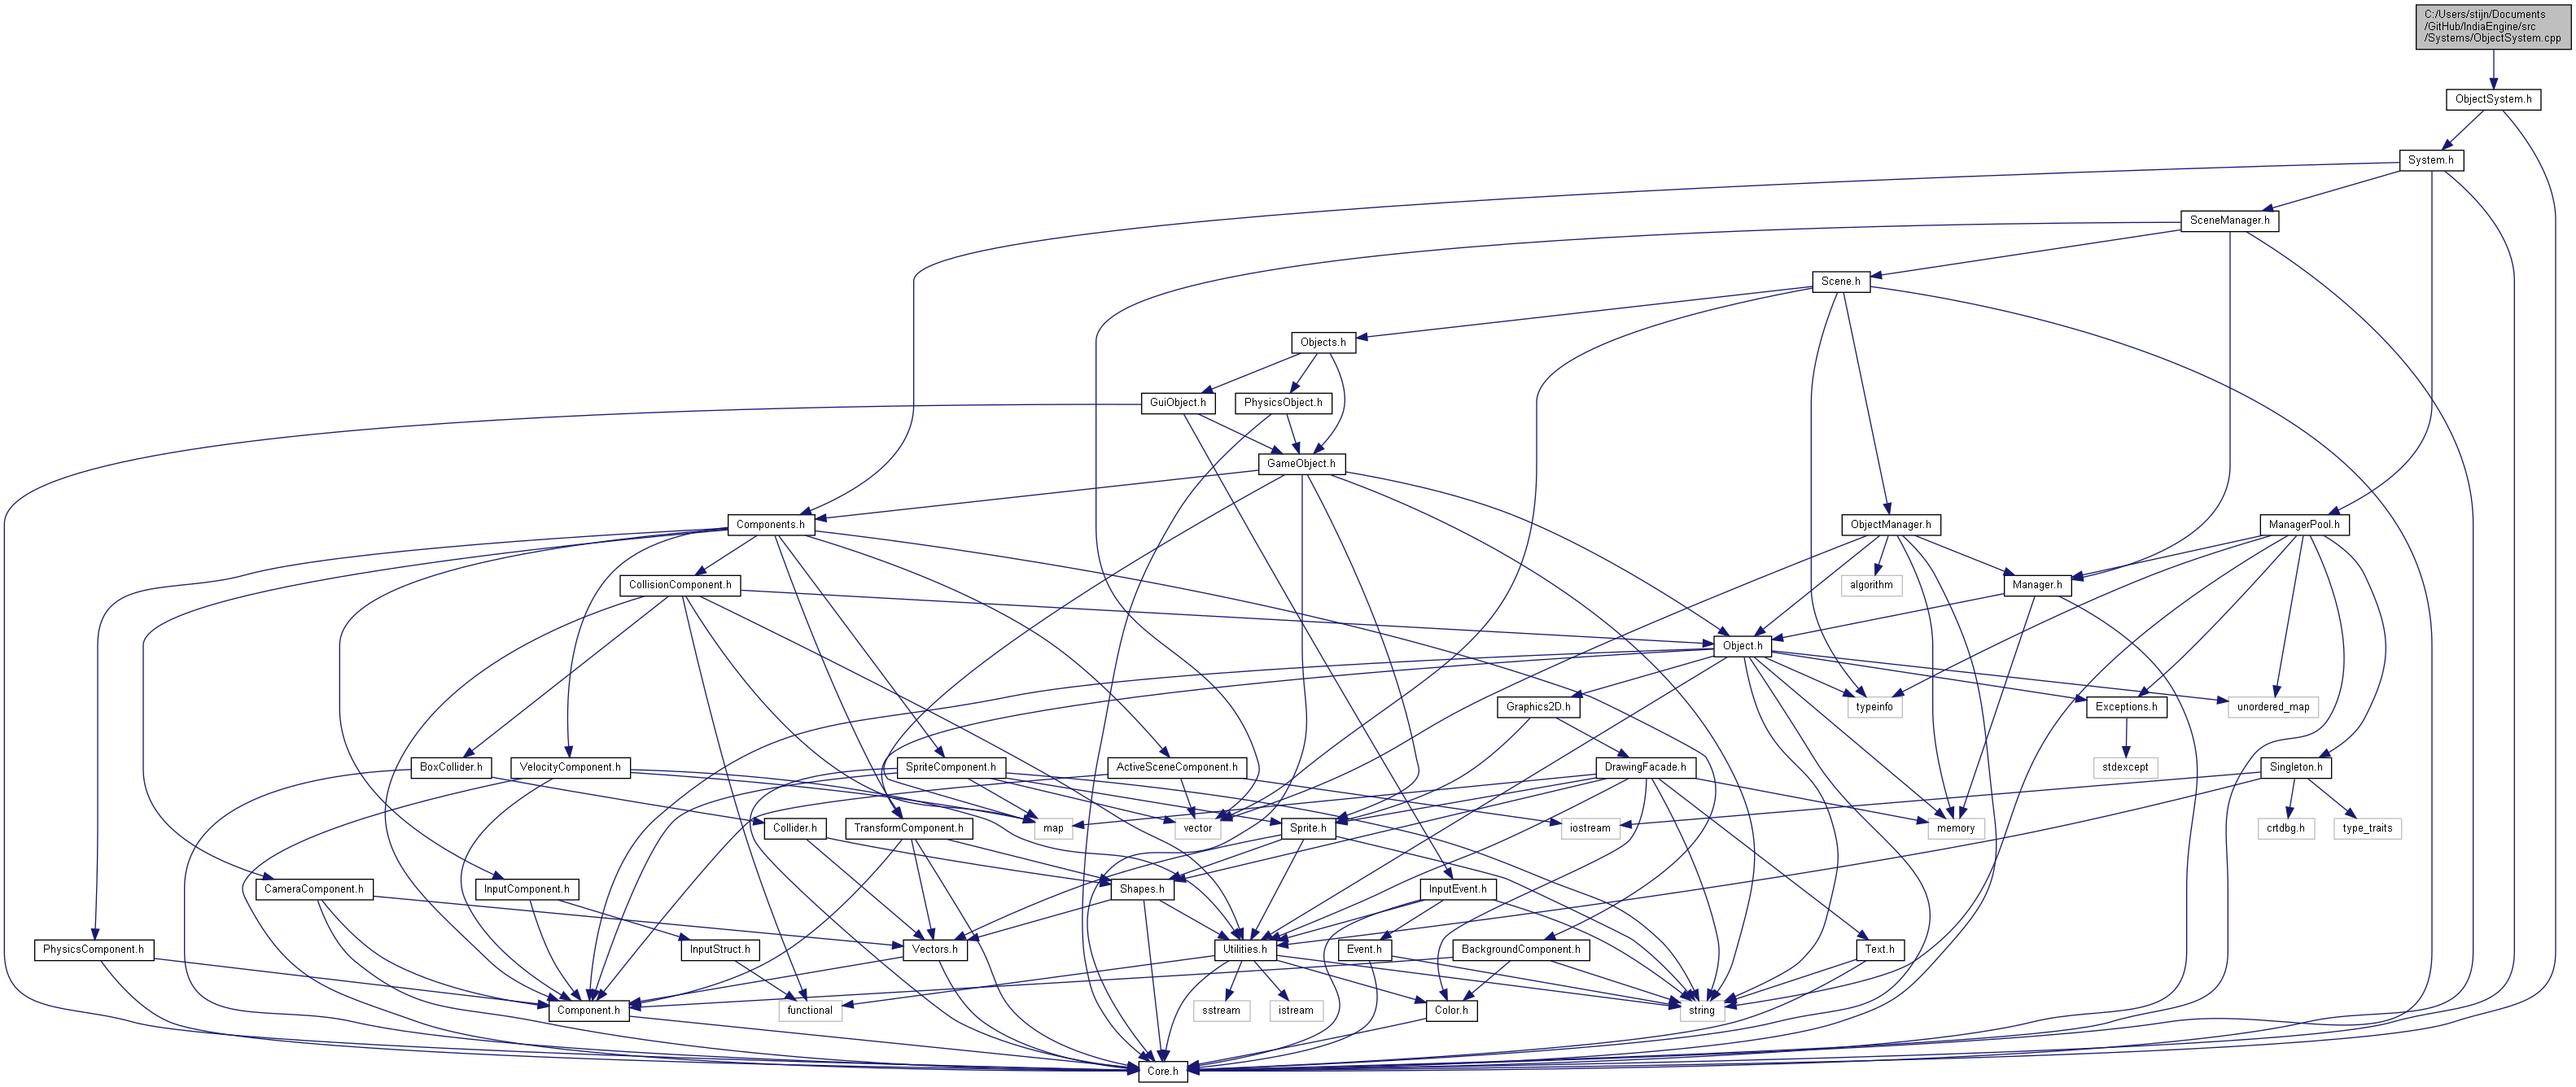 C:/Users/stijn/Documents
/GitHub/IndiaEngine/src
/Systems/ObjectSystem.cpp
ObjectSystem.h
System.h
SceneManager.h
Scene.h
Objects.h
GuiObject.h
PhysicsObject.h
GameObject.h
Components.h
ObjectManager.h
ManagerPool.h
CollisionComponent.h
algorithm
Manager.h
Object.h
Graphics2D.h
typeinfo
Exceptions.h
unordered_map
BoxCollider.h
VelocityComponent.h
SpriteComponent.h
ActiveSceneComponent.h
DrawingFacade.h
stdexcept
Singleton.h
Collider.h
TransformComponent.h
map
vector
Sprite.h
iostream
memory
crtdbg.h
type_traits
CameraComponent.h
InputComponent.h
Shapes.h
InputEvent.h
PhysicsComponent.h
InputStruct.h
Vectors.h
Utilities.h
Event.h
BackgroundComponent.h
Text.h
Component.h
functional
sstream
istream
Color.h
string
Core.h